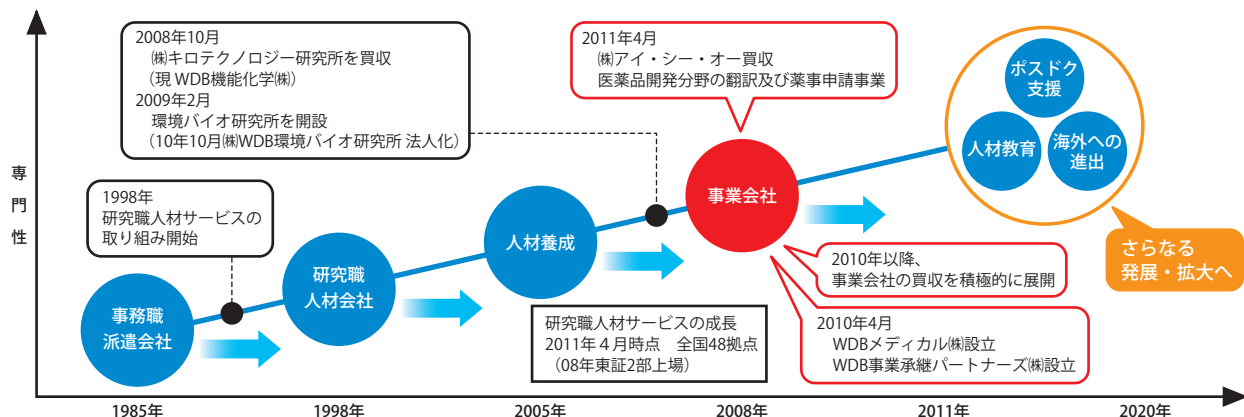 専門性
2008年10月
㈱キロテクノロジー研究所を買収
(現 WDB機能化学㈱)
2009年2月
環境バイオ研究所を開設
(10年10月㈱WDB環境バイオ研究所 法人化)
2011年4月
㈱アイ・シー・オー買収
医薬品開発分野の翻訳及び薬事申請事業
ポスドク
支援
人材教育
海外への
進出
1998年
研究職人材サービスの
取り組み開始
事務職
派遣会社
研究職
人材会社
人材養成
事業会社
さらなる
発展・拡大へ
2010年以降、
事業会社の買収を積極的に展開
研究職人材サービスの成長
2011年４月時点　全国48拠点
（08年東証2部上場）
2010年4月
WDBメディカル㈱設立
WDB事業承継パートナーズ㈱設立
1985年
1998年
2005年
2008年
2011年
2020年